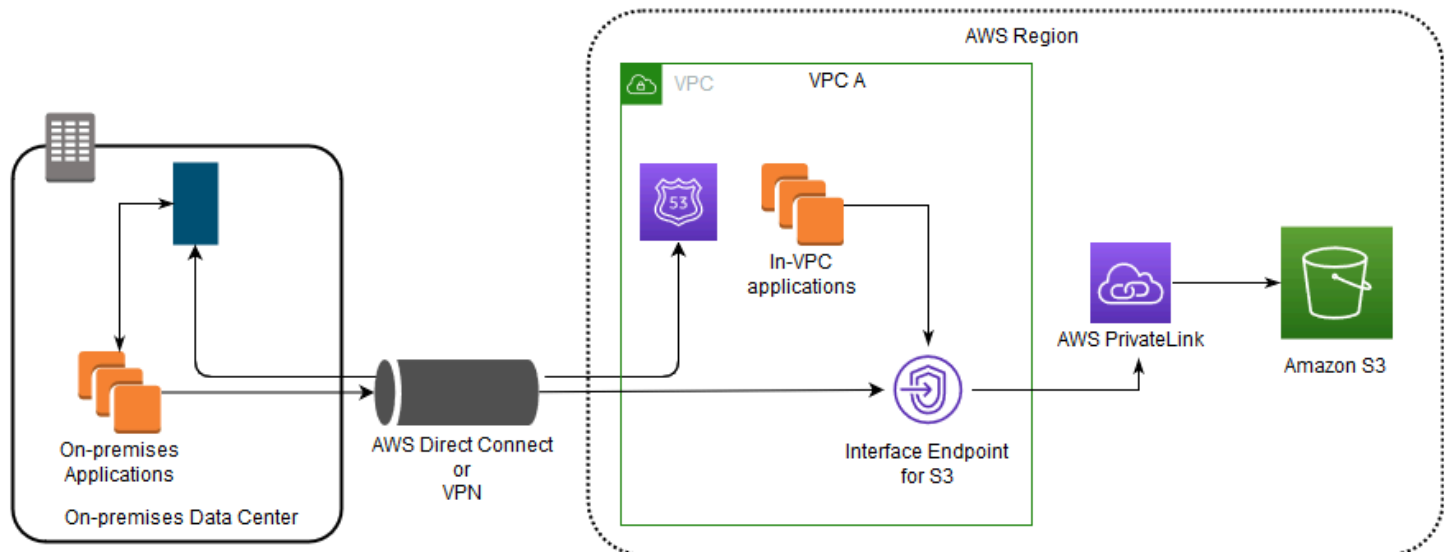 AWS Region
VPC
VPC A
53
In-VPC
applications
AWS PrivateLink
Amazon S3
On-premises
Applications
AWS Direct Connect
or
VPN
Interface Endpoint
for S3
On-premises Data Center